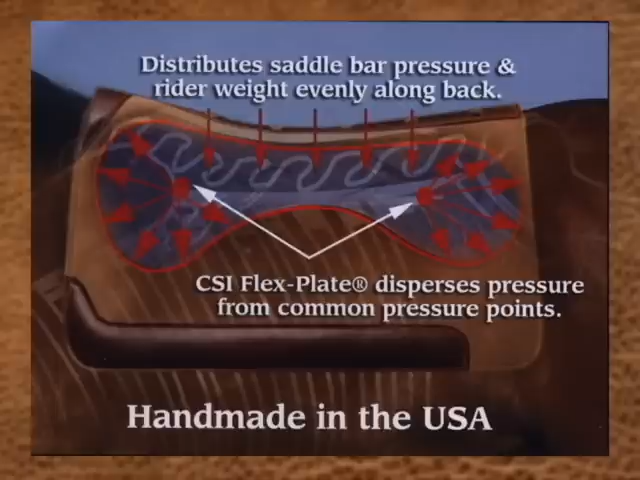 Distributes saddle bar pressure &
rider weight evenly along back.
CSI Flex-Plate® disperses pressure
from common pressure points.
Handmade in the USA